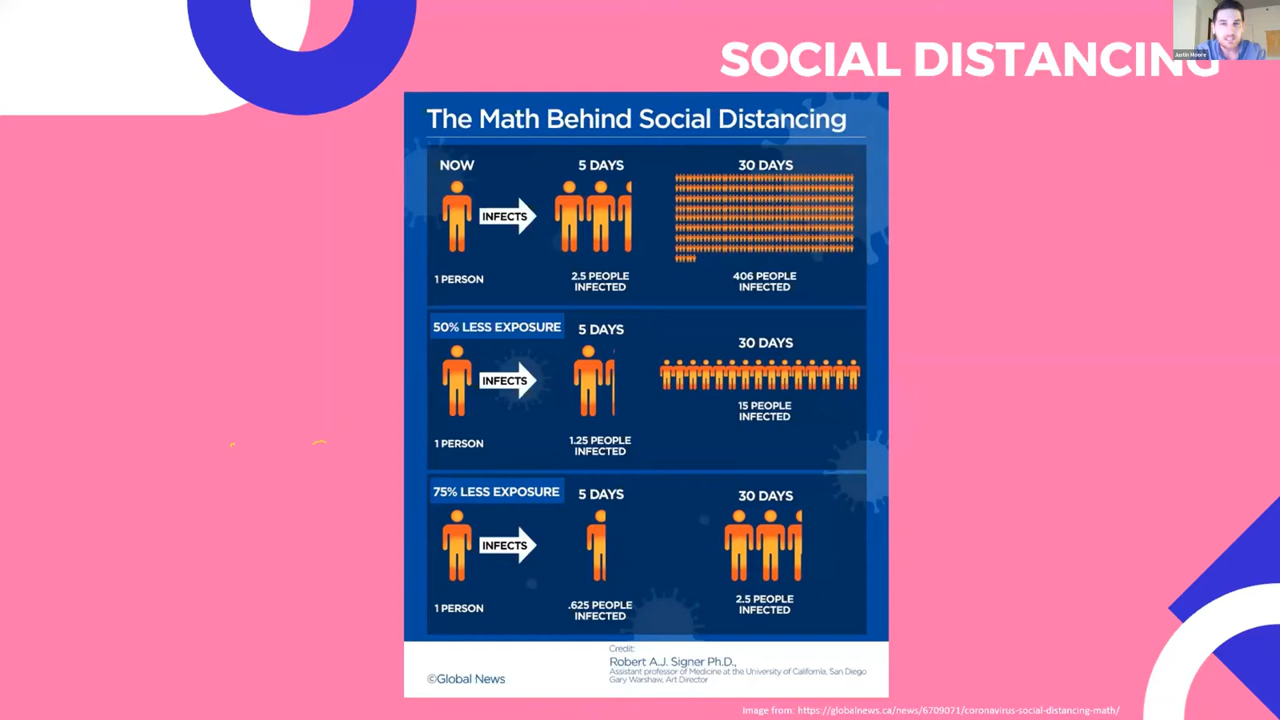 SOCIAL DISTANCING
Justin Moore
The Math Behind Social Distancing
NOW
5 DAYS
30 DAYS
INFECTS
1 PERSON
2.5 PEOPLE
INFECTED
406 PEOPLE
INFECTED
50% LESS EXPOSURE
5 DAYS
30 DAYS
INFECTS
1 PERSON
1.25 PEOPLE
INFECTED
15 PEOPLE
INFECTED
75% LESS EXPOSURE
5 DAYS
30 DAYS
INFECTS
1 PERSON
.625 PEOPLE
INFECTED
2.5 PEOPLE
INFECTED
Credit:
Robert A.J. Signer Ph.D.,
Assistant professor of Medicine at the University of California, San Diego
Gary Warshaw, Art Director
©Global News
Image from: https://globalnews.ca/news/6709071/coronavirus-social-distancing-math/